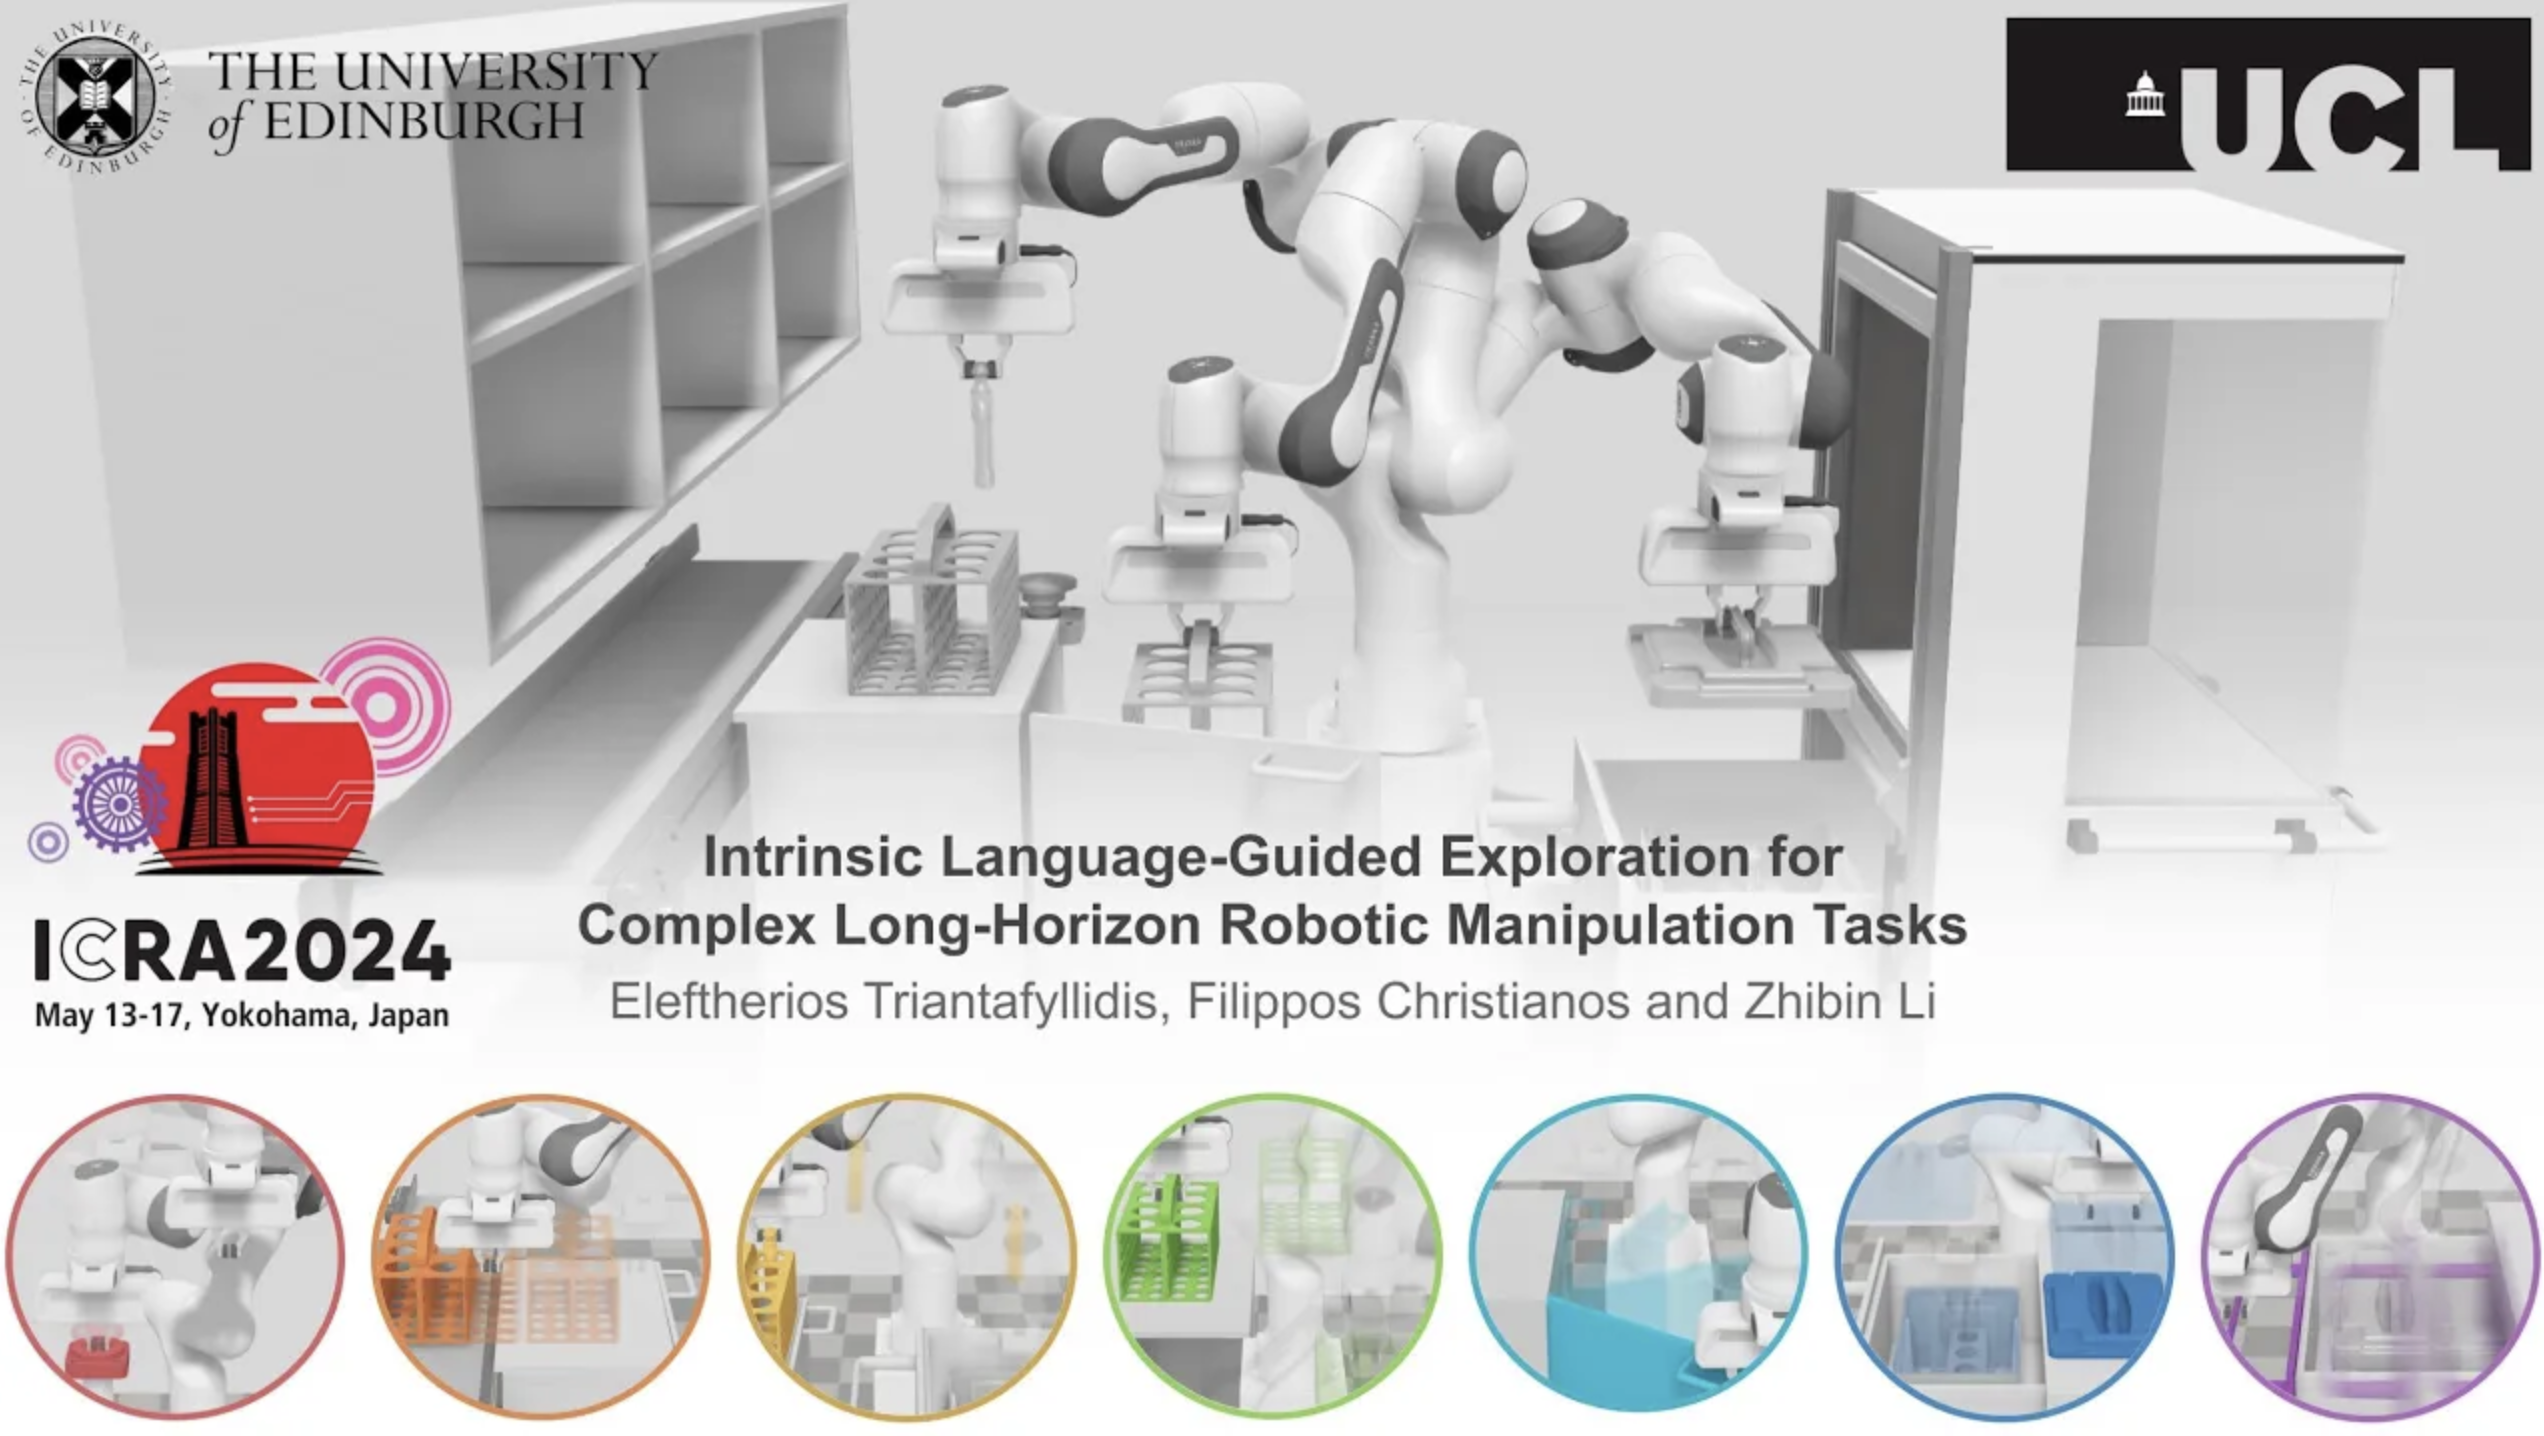 THE UNIVERSITY OF EDINBURGH
THE UNIVERSITY
of EDINBURGH
UCL
Intrinsic Language-Guided Exploration for
Complex Long-Horizon Robotic Manipulation Tasks
Eleftherios Triantafyllidis, Filippos Christianos and Zhibin Li
ICRA2024
May 13-17, Yokohama, Japan